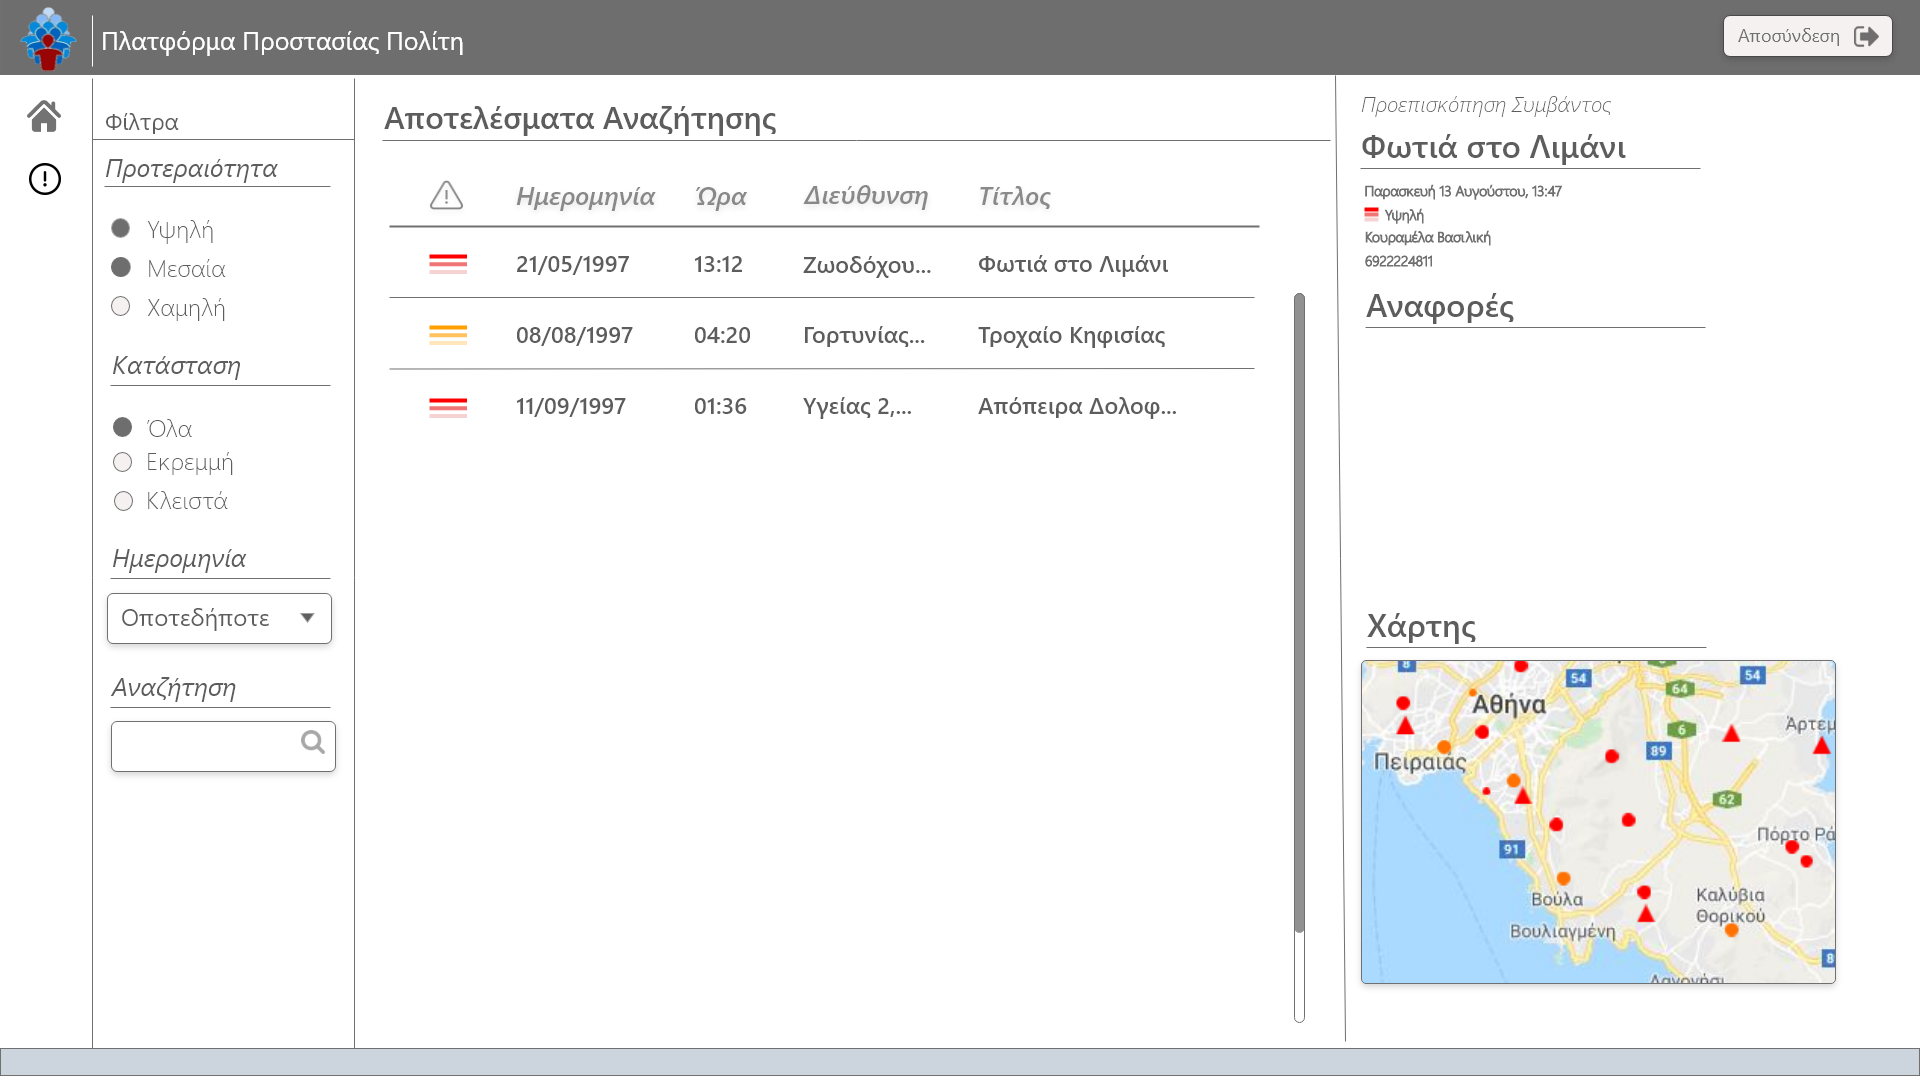 Πλατφόρμα Προστασίας Πολίτη
Αποσύνδεση
Φίλτρα
Προτεραιότητα
Υψηλή
Μεσαία
Χαμηλή
Κατάσταση
Όλα
Εκρεμμή
Κλειστά
Ημερομηνία
Οποτεδήποτε
Αναζήτηση
Αποτελέσματα Αναζήτησης
Ημερομηνία Ώρα Διεύθυνση Τίτλος
21/05/1997 13:12 Ζωοδόχου... Φωτιά στο Λιμάνι
08/08/1997 04:20 Γορτυνίας... Τροχαίο Κηφισίας
11/09/1997 01:36 Υγείας 2,... Απόπειρα Δολοφ...
Προεπισκόπηση Συμβάντος
Φωτιά στο Λιμάνι
Παρασκευή 13 Αυγούστου, 13:47
Υψηλή
Κουραμέλα Βασιλική
6922224811
Αναφορές
Χάρτης
8
54
54
64
Αθήνα
6
Άρτεμ
89
Πειραιάς
62
Πόρτο Ρά
91
Βούλα
Καλύβια
Θορικού
Βουλιαγμένη
8